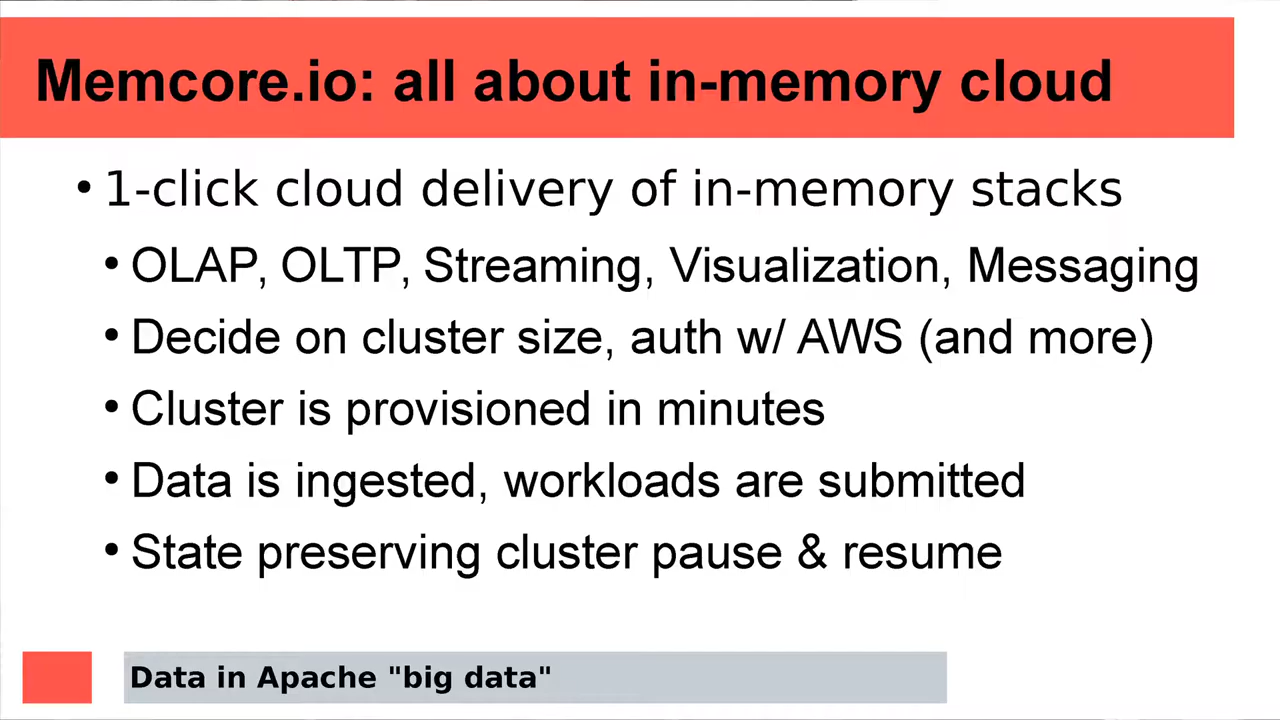 Memcore.io: all about in-memory cloud
• 1-click cloud delivery of in-memory stacks
• OLAP, OLTP, Streaming, Visualization, Messaging
• Decide on cluster size, auth w/ AWS (and more)
• Cluster is provisioned in minutes
• Data is ingested, workloads are submitted
• State preserving cluster pause & resume
Data in Apache "big data"